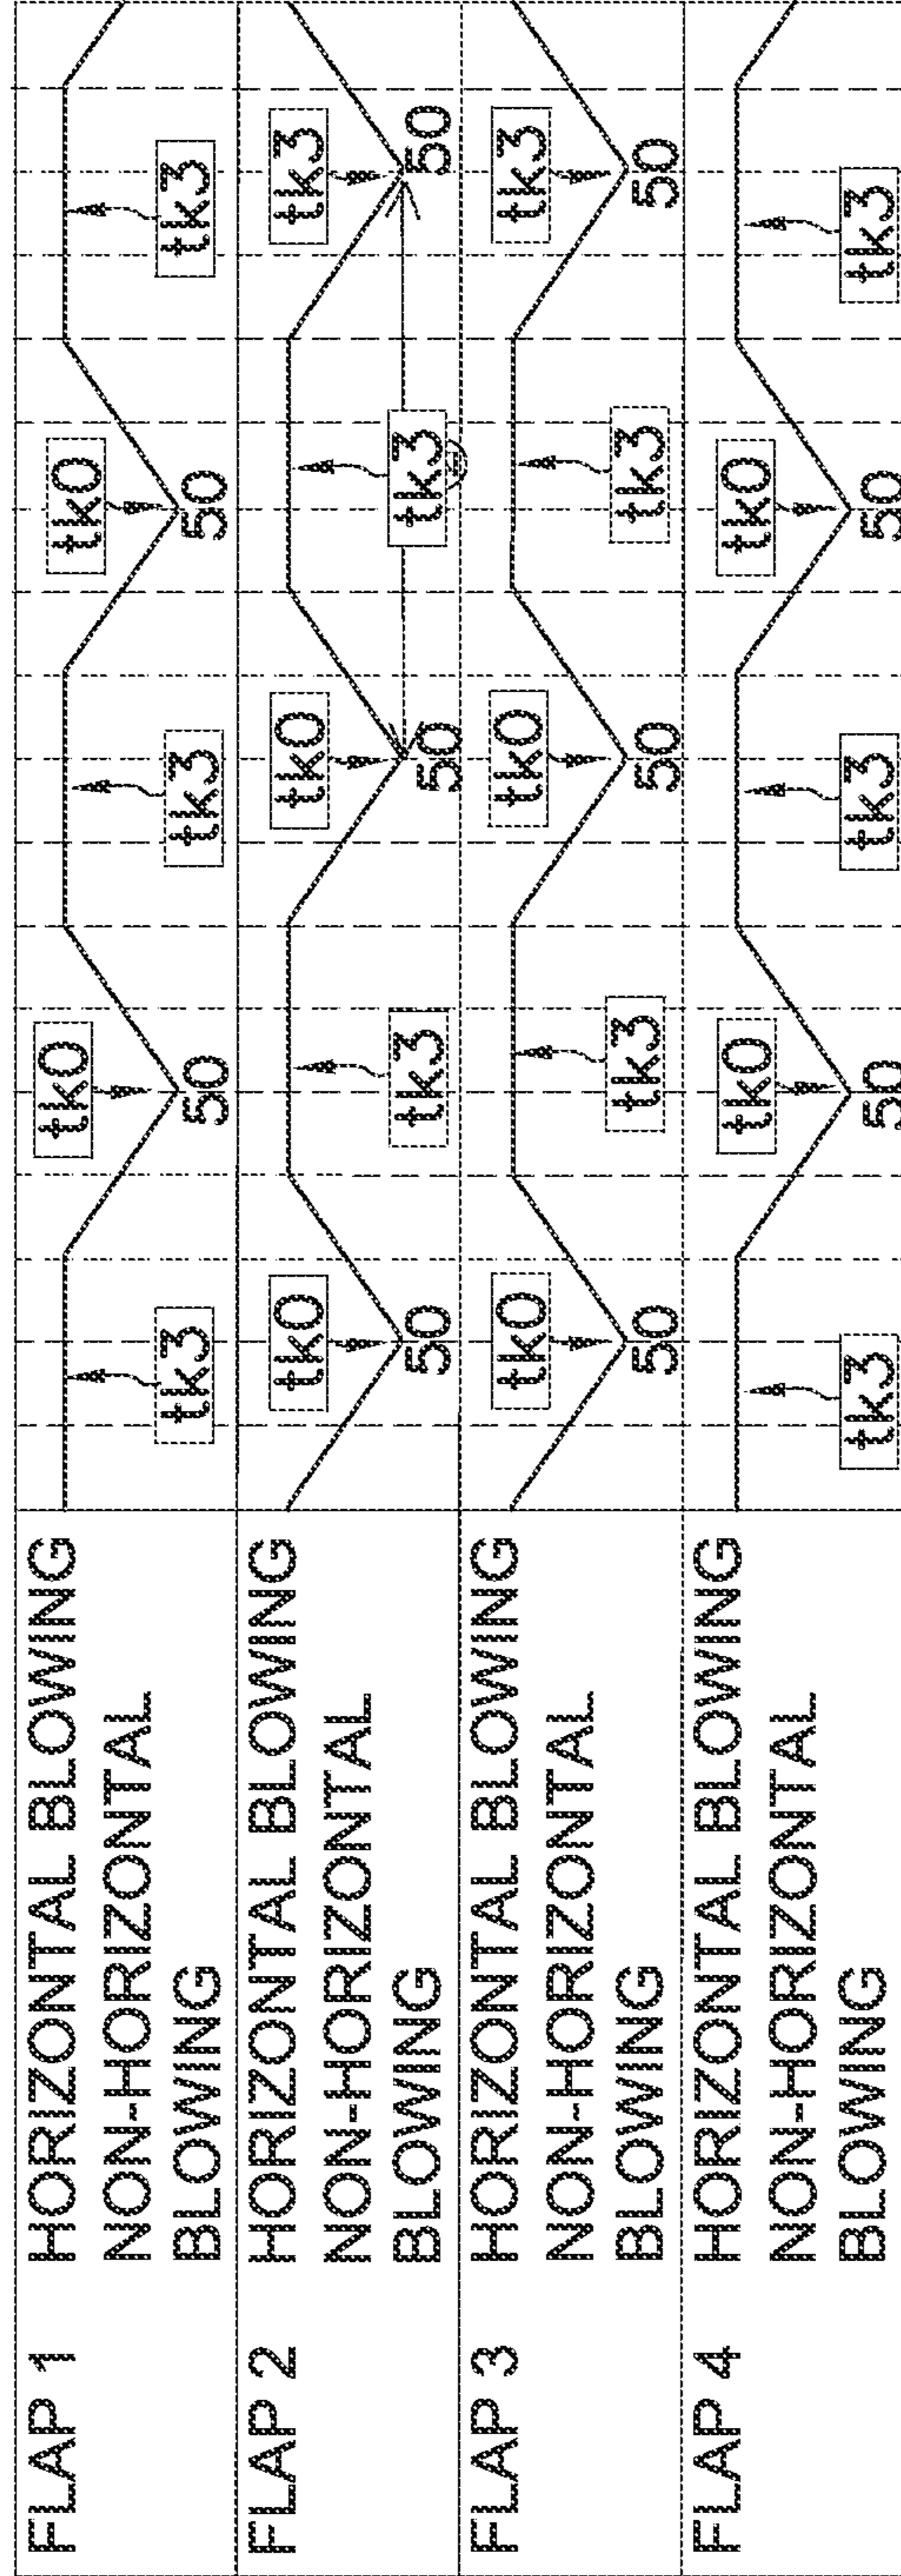 FLAP 1 HORIZONTAL BLOWING tk0 tk0
NON-HORIZONTAL
BLOWING tk3 50 tk3 50 tk3
FLAP 2 HORIZONTAL BLOWING tk0 tk0 tk3
NON-HORIZONTAL
BLOWING 50 tk3 50 tk3 50
FLAP 3 HORIZONTAL BLOWING tk0 tk0 tk3
NON-HORIZONTAL
BLOWING 50 tk3 50 tk3 50
FLAP 4 HORIZONTAL BLOWING tk0 tk0
NON-HORIZONTAL
BLOWING tk3 50 tk3 50 tk3